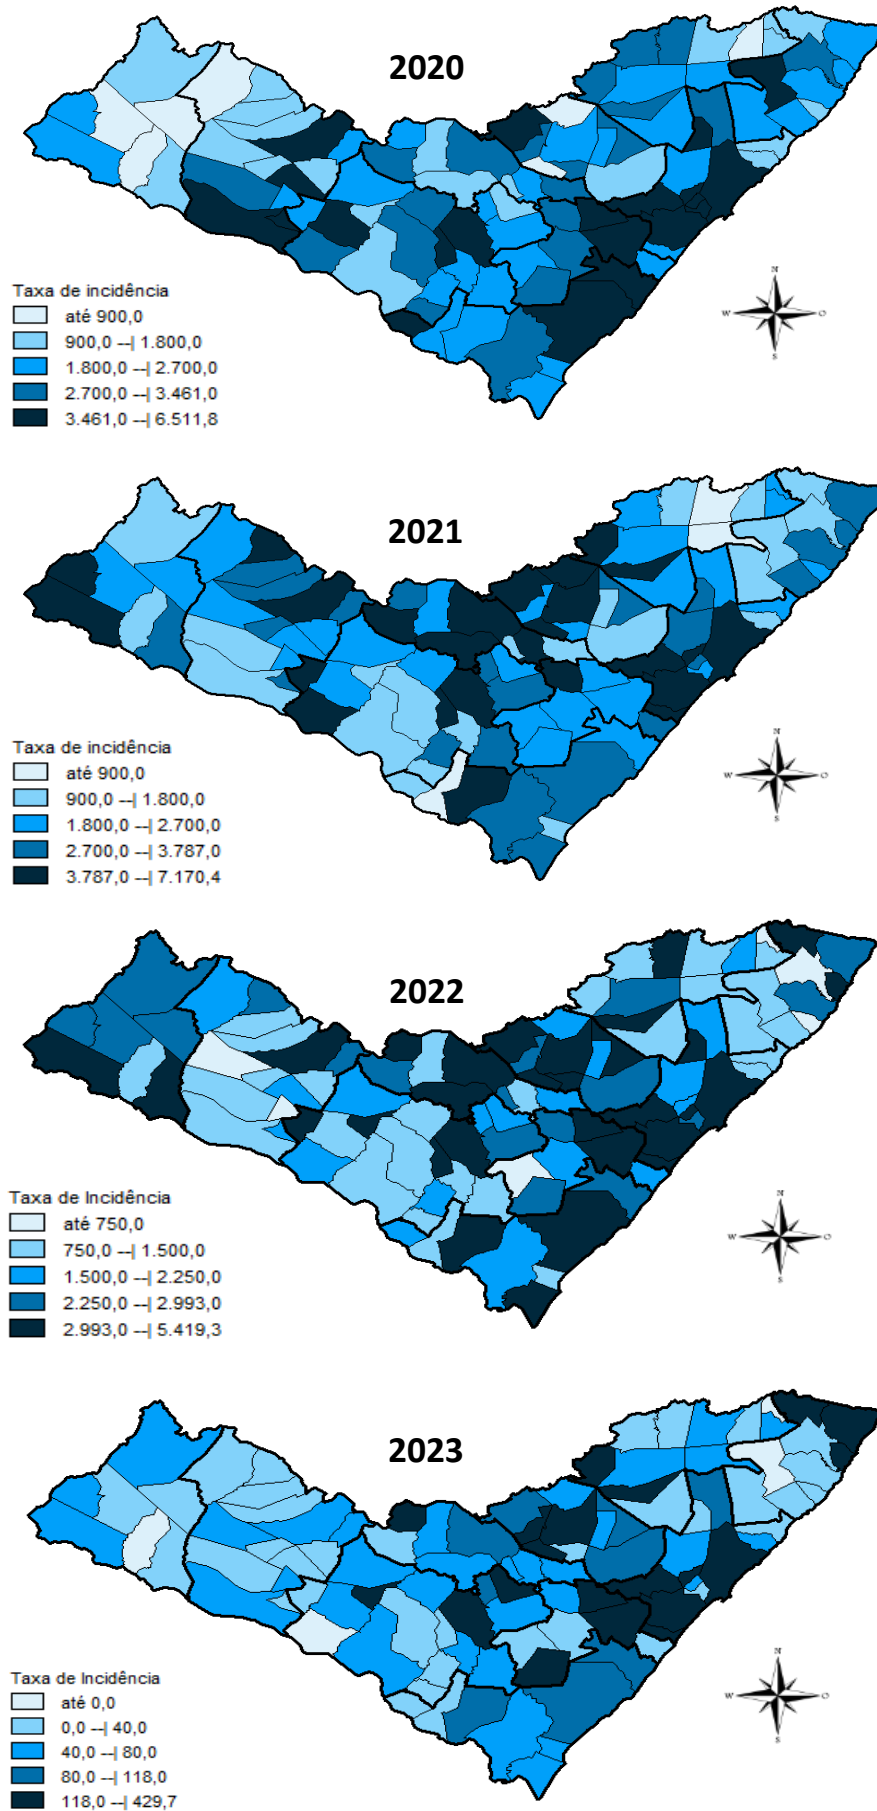 2020
Taxa de incidência
até 900,0
900,0 --| 1.800,0
1.800,0 --| 2.700,0
2.700,0 --| 3.461,0
3.461,0 --| 6.511,8
N
W
O
S
2021
Taxa de incidência
até 900,0
900,0 --| 1.800,0
1.800,0 --| 2.700,0
2.700,0 --| 3.787,0
3.787,0 --| 7.170,4
N
W
O
S
2022
Taxa de Incidência
até 750,0
750,0 --| 1.500,0
1.500,0 --| 2.250,0
2.250,0 --| 2.993,0
2.993,0 --| 5.419,3
N
W
O
S
2023
Taxa de Incidência
até 0,0
0,0 --| 40,0
40,0 --| 80,0
80,0 --| 118,0
118,0 --| 429,7
N
W
O
S